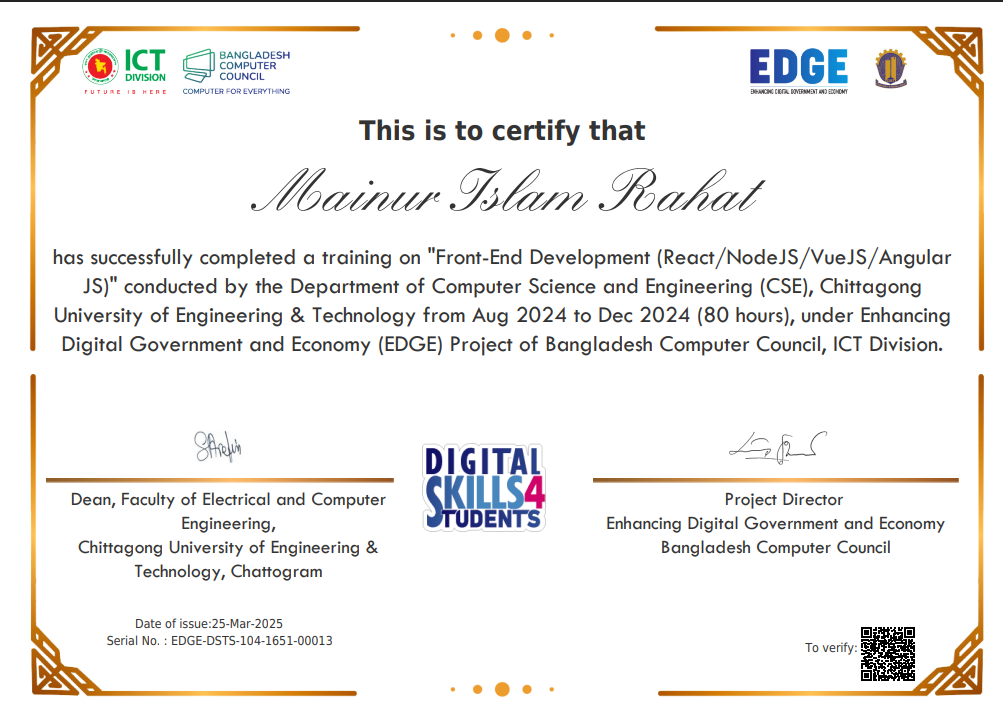 ICT
DIVISION
FUTURE IS HERE
BANGLADESH
COMPUTER
COUNCIL
COMPUTER FOR EVERYTHING
EDGE
ENHANCING DIGITAL GOVERNMENT AND ECONOMY
This is to certify that
Mainur Islam Rahat
has successfully completed a training on "Front-End Development (React/NodeJS/VueJS/Angular
JS)" conducted by the Department of Computer Science and Engineering (CSE), Chittagong
University of Engineering & Technology from Aug 2024 to Dec 2024 (80 hours), under Enhancing
Digital Government and Economy (EDGE) Project of Bangladesh Computer Council, ICT Division.
DIGITAL
SKILLS4
STUDENTS
Dean, Faculty of Electrical and Computer
Engineering,
Chittagong University of Engineering &
Technology, Chattogram
Project Director
Enhancing Digital Government and Economy
Bangladesh Computer Council
Date of issue:25-Mar-2025
Serial No. : EDGE-DSTS-104-1651-00013
To verify: